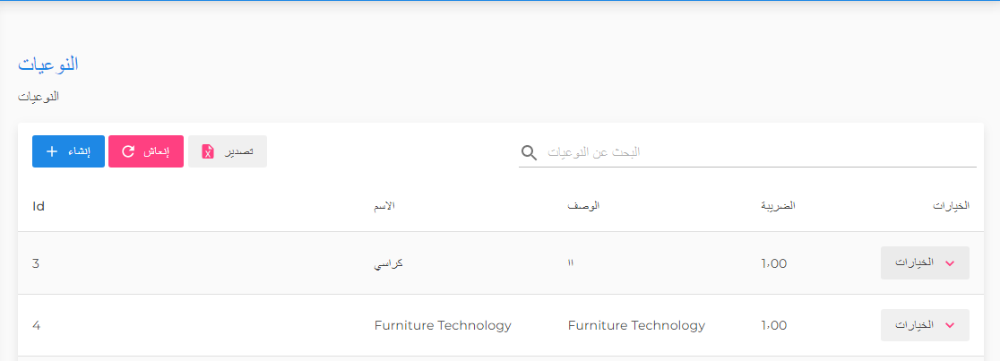 النوعيات
النوعيات
إنشاء إنعاش تصدير البحث عن النوعيات
Id الاسم الوصف الضريبة الخيارات
3 كراسي اا 1٫00 الخيارات
4 Furniture Technology Furniture Technology 1٫00 الخيارات